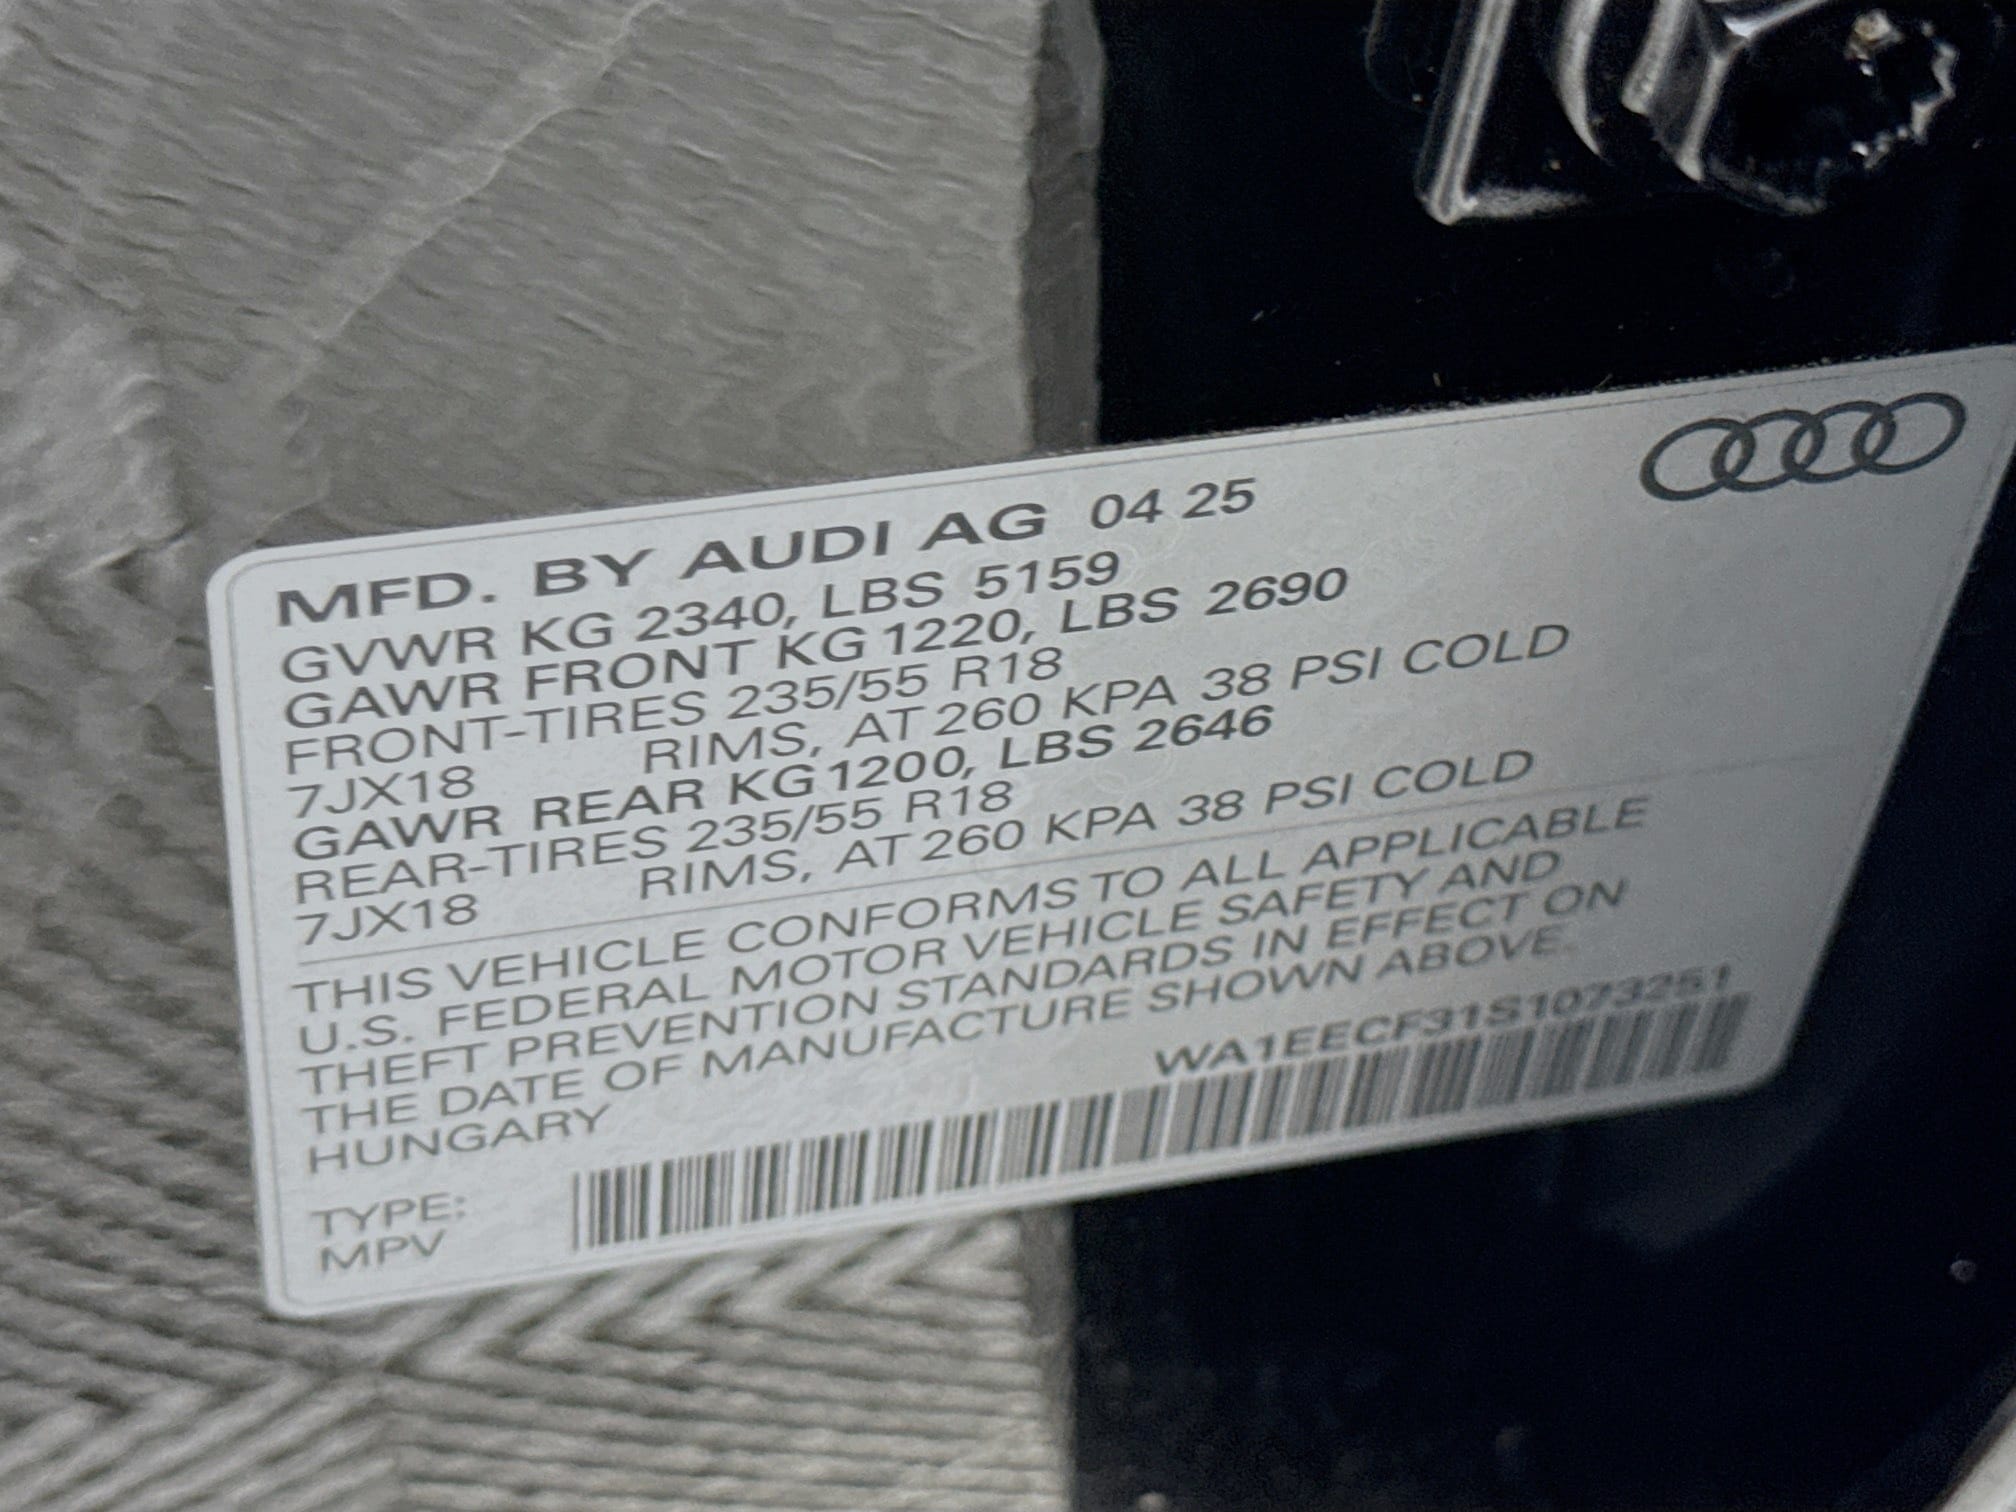 MFD. BY AUDI AG 04 25
GVWR KG 2340, LBS 5159
GAWR FRONT KG 1220, LBS 2690
FRONT-TIRES 235/55 R18
7JX18 RIMS, AT 260 KPA 38 PSI COLD
GAWR REAR KG 1200, LBS 2646
REAR-TIRES 235/55 R18
7JX18 RIMS, AT 260 KPA 38 PSI COLD
THIS VEHICLE CONFORMS TO ALL APPLICABLE
U.S. FEDERAL MOTOR VEHICLE SAFETY AND
THEFT PREVENTION STANDARDS IN EFFECT ON
THE DATE OF MANUFACTURE SHOWN ABOVE.
HUNGARY
WA1EECF31S1073251
TYPE:
MPV